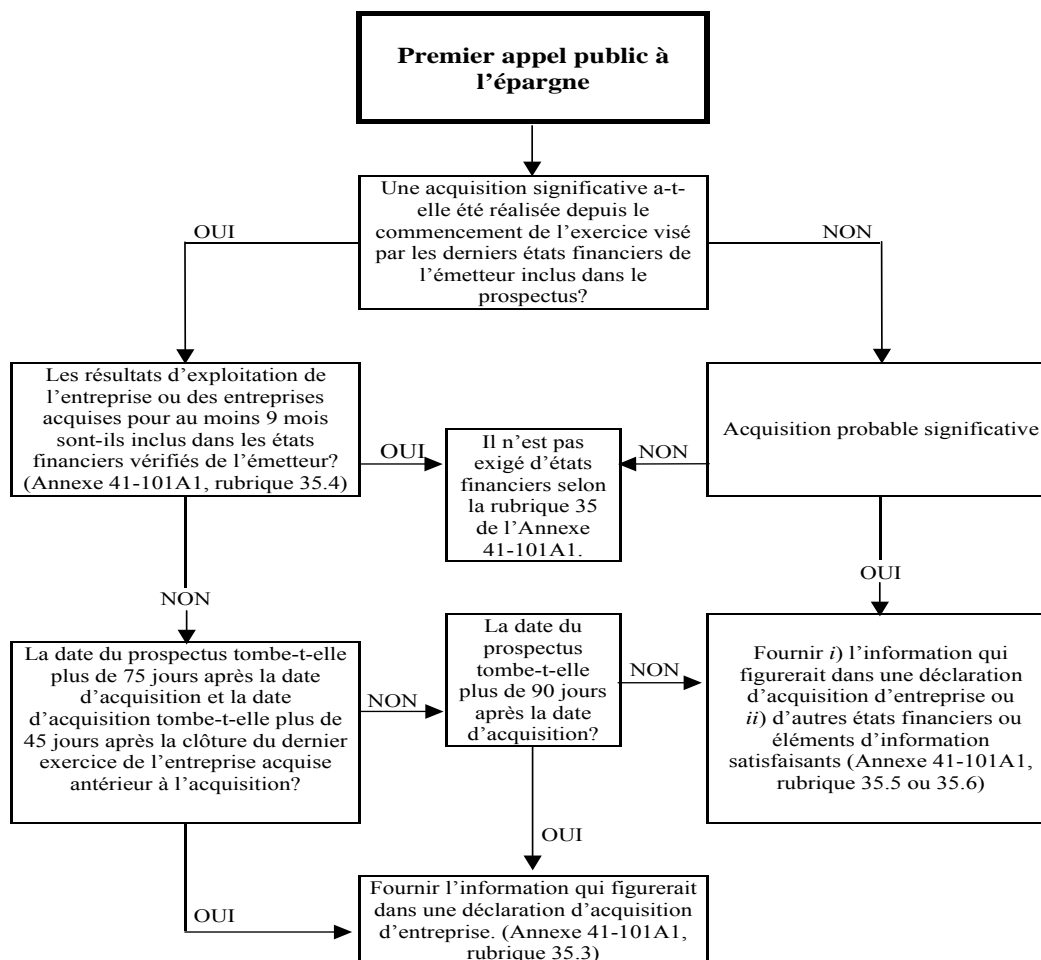 Premier appel public à
l'épargne
Une acquisition significative a-t-
elle été réalisée depuis le
commencement de l'exercice visé
par les derniers états financiers de
l'émetteur inclus dans le
prospectus?
OUI
NON
Les résultats d'exploitation de
l'entreprise ou des entreprises
acquises pour au moins 9 mois
sont-ils inclus dans les états
financiers vérifiés de l'émetteur?
(Annexe 41-101A1, rubrique 35.4)
OUI
Il n'est pas
exigé d'états
financiers selon
la rubrique 35
de l'Annexe
41-101A1.
NON
Acquisition probable significative
NON
OUI
La date du prospectus tombe-t-elle
plus de 75 jours après la date
d'acquisition et la date
d'acquisition tombe-t-elle plus de
45 jours après la clôture du dernier
exercice de l'entreprise acquise
antérieur à l'acquisition?
NON
La date du
prospectus
tombe-t-elle
plus de 90 jours
après la date
d'acquisition?
NON
Fournir i) l'information qui
figurerait dans une déclaration
d'acquisition d'entreprise ou
ii) d'autres états financiers ou
éléments d'information
satisfaisants (Annexe 41-101A1,
rubrique 35.5 ou 35.6)
OUI
OUI
Fournir l'information qui figurerait
dans une déclaration d'acquisition
d'entreprise. (Annexe 41-101A1,
rubrique 35.3)